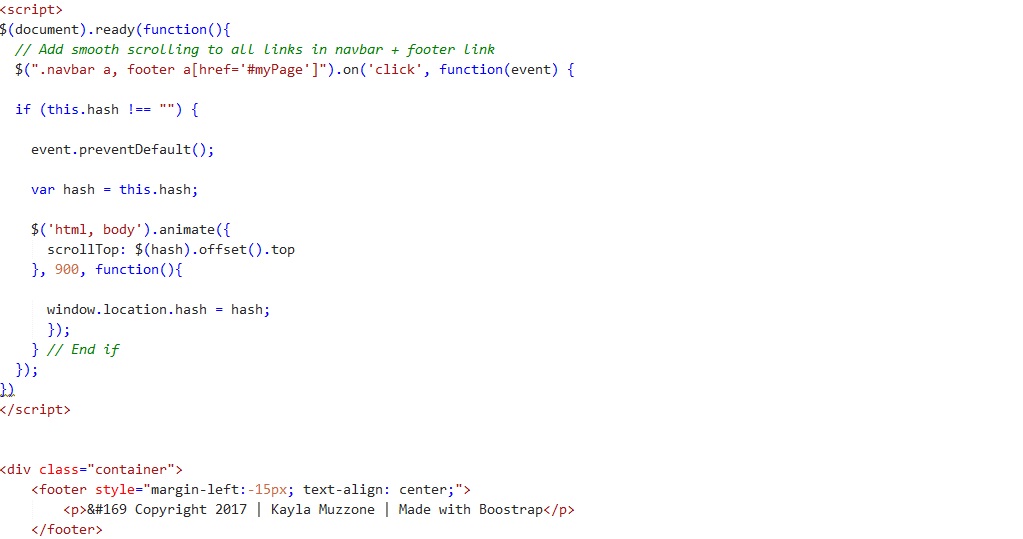 <script>
$(document).ready(function(){
// Add smooth scrolling to all links in navbar + footer link
$(".navbar a, footer a[href='#myPage']").on('click', function(event) {
if (this.hash !== "") {
event.preventDefault();
var hash = this.hash;
$('html, body').animate({
scrollTop: $(hash).offset().top
}, 900, function(){
window.location.hash = hash;
});
} // End if
});
})
</script>
<div class="container">
<footer style="margin-left:-15px; text-align: center;">
<p>&#169 Copyright 2017 | Kayla Muzzone | Made with Boostrap</p>
</footer>